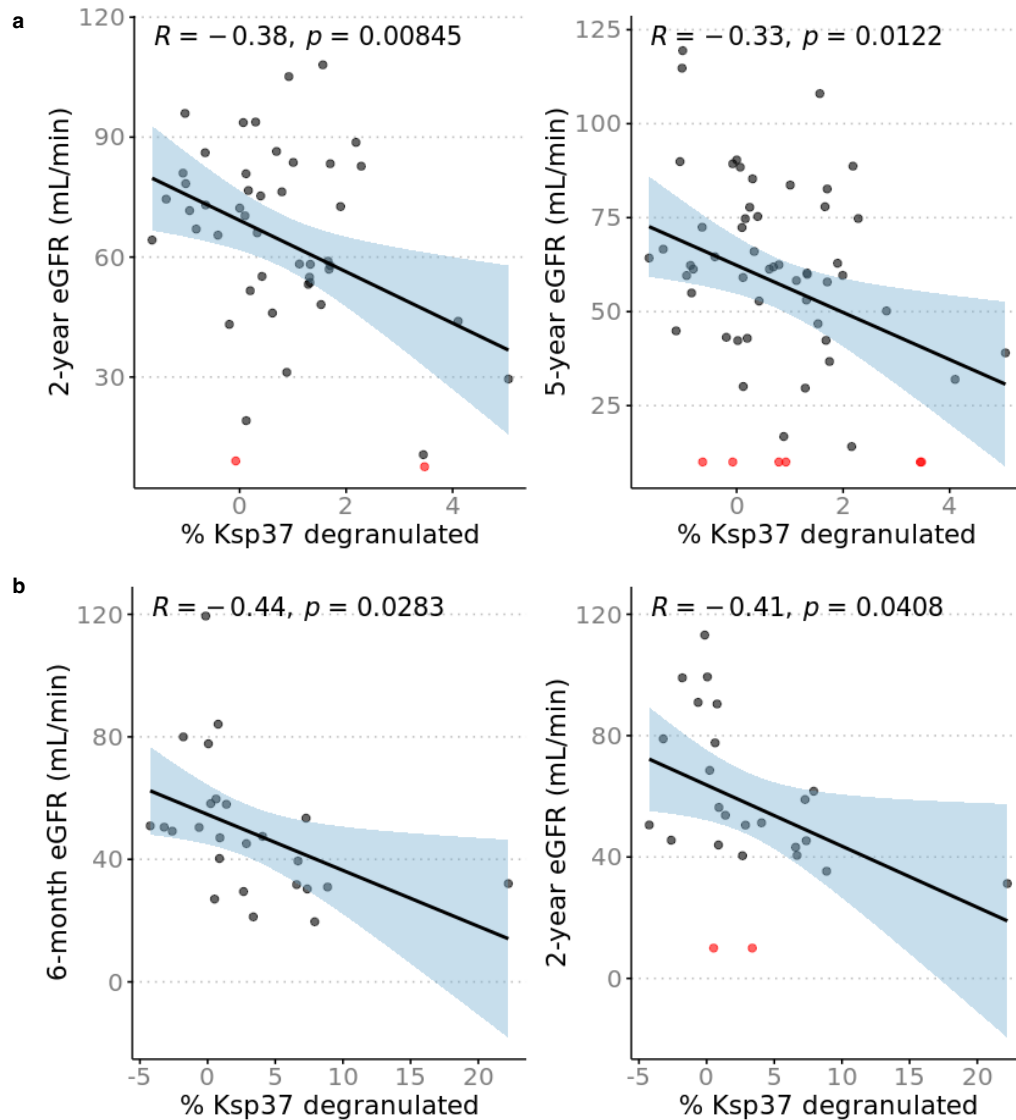 a
R = −0.38, p = 0.00845
120
90
60
30
2-year eGFR (mL/min)
0
2
4
% Ksp37 degranulated
R = −0.33, p = 0.0122
125
100
75
50
25
5-year eGFR (mL/min)
0
2
4
% Ksp37 degranulated
b
R = −0.44, p = 0.0283
120
80
40
0
6-month eGFR (mL/min)
-5
0
5
10
15
20
% Ksp37 degranulated
R = −0.41, p = 0.0408
120
80
40
0
2-year eGFR (mL/min)
-5
0
5
10
15
20
% Ksp37 degranulated